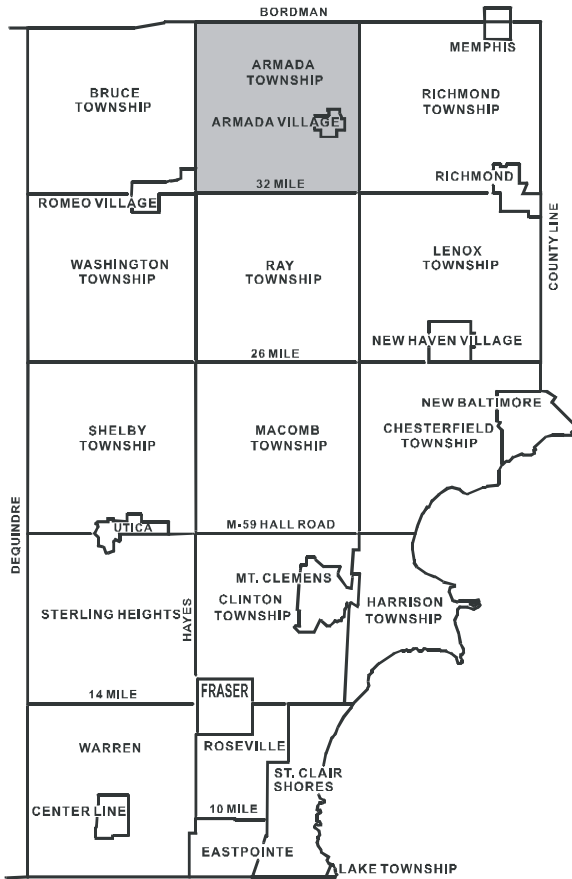 BORDMAN
MEMPHIS
ARMADA
TOWNSHIP
BRUCE
TOWNSHIP
RICHMOND
TOWNSHIP
ARMADA VILLAGE
RICHMOND
32 MILE
ROMEO VILLAGE
COUNTY LINE
WASHINGTON
TOWNSHIP
RAY
TOWNSHIP
LENOX
TOWNSHIP
NEW HAVEN VILLAGE
26 MILE
NEW BALTIMORE
SHELBY
TOWNSHIP
MACOMB
TOWNSHIP
CHESTERFIELD
TOWNSHIP
DEQUINDRE
UTICA
M-59 HALL ROAD
MT. CLEMENS
CLINTON
TOWNSHIP
HARRISON
TOWNSHIP
STERLING HEIGHTS
HAYES
14 MILE
FRASER
WARREN
ROSEVILLE
ST. CLAIR
SHORES
CENTER LINE
10 MILE
EASTPOINTE
LAKE TOWNSHIP